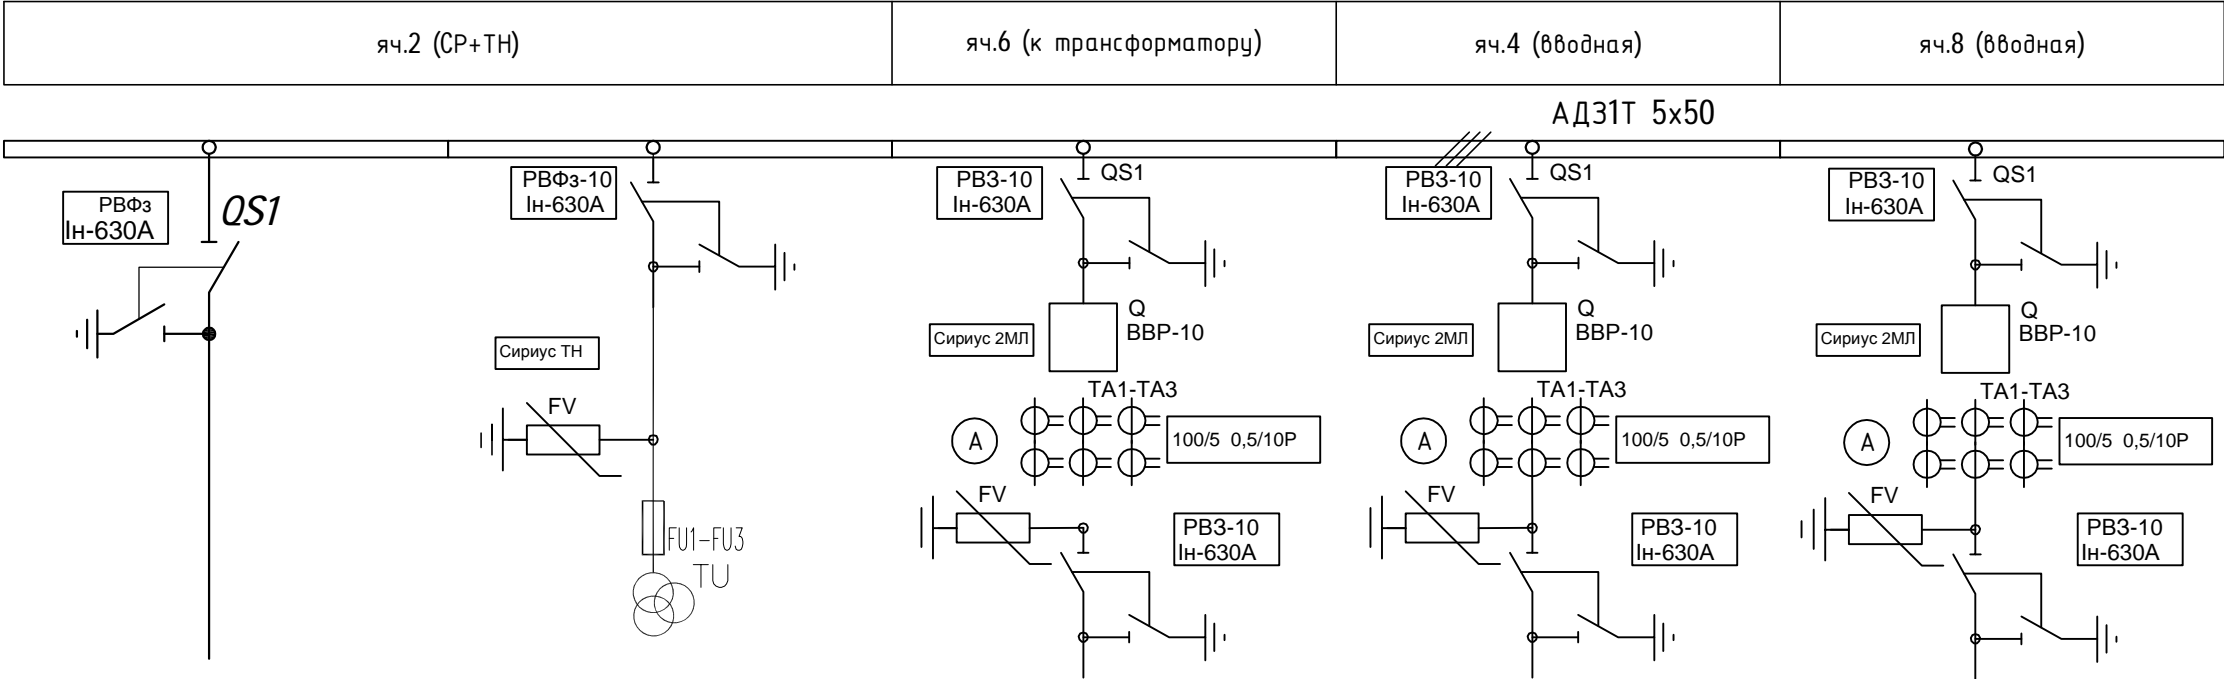 яч.2 (СР+ТН)
яч.6 (к трансформатору)
яч.4 (вводная)
яч.8 (вводная)
АД31Т 5х50
РВФз
Iн-630А
QS1
РВФз-10
Iн-630А
Сириус ТН
FV
FU1-FU3
TU
РВЗ-10
Iн-630А
QS1
Q
ВВР-10
Сириус 2МЛ
ТА1-ТА3
А
100/5 0,5/10Р
FV
РВЗ-10
Iн-630А
РВЗ-10
Iн-630А
QS1
Q
ВВР-10
Сириус 2МЛ
ТА1-ТА3
А
100/5 0,5/10Р
FV
РВЗ-10
Iн-630А
РВЗ-10
Iн-630А
QS1
Q
ВВР-10
Сириус 2МЛ
ТА1-ТА3
А
100/5 0,5/10Р
FV
РВЗ-10
Iн-630А